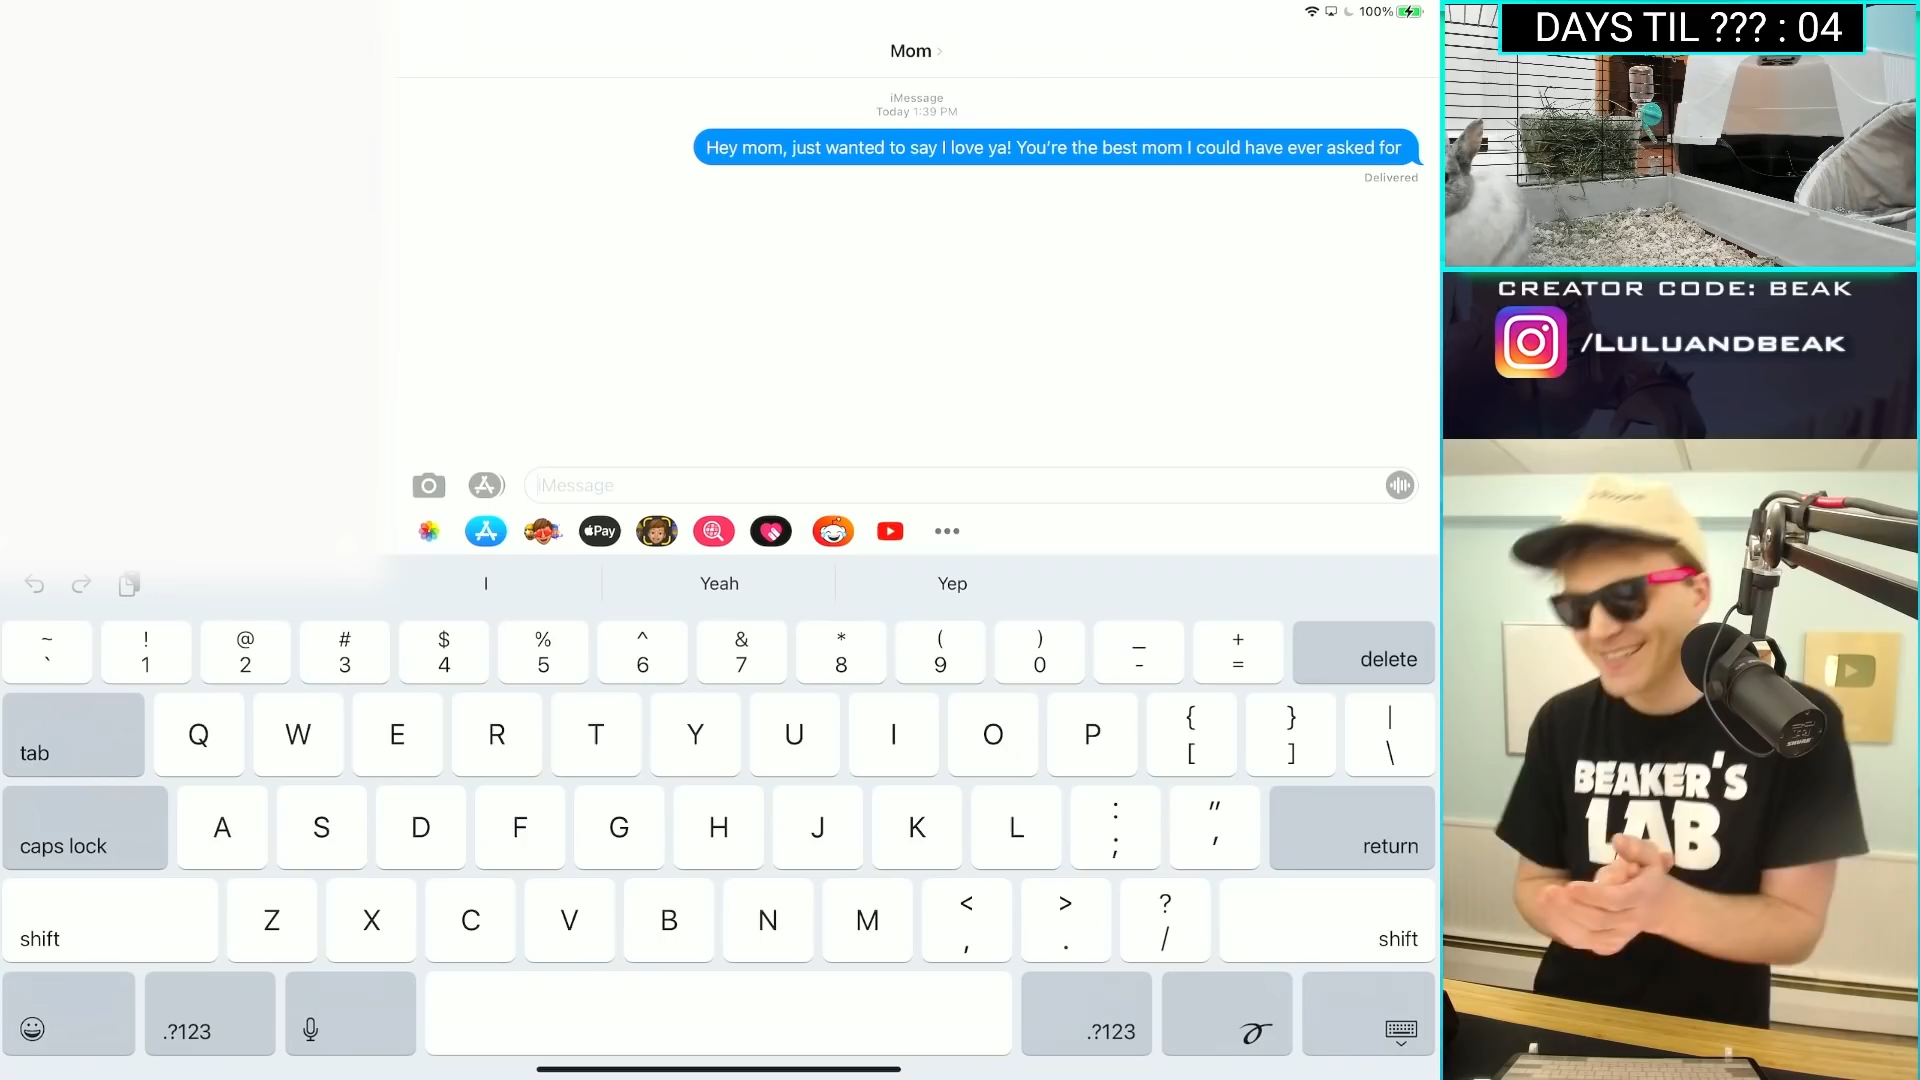 100%
Mom
iMessage
Today 1:39 PM
Hey mom, just wanted to say I love ya! You're the best mom I could have ever asked for
Delivered
iMessage
Pay
I Yeah Yep
~ ! @ # $ % ^ & * ( ) _ +
` 1 2 3 4 5 6 7 8 9 0 - = delete
tab Q W E R T Y U I O P { [ } ] | \
caps lock A S D F G H J K L : ; " ' return
shift Z X C V B N M < , > . ? / shift
.?123 .?123
DAYS TIL ??? : 04
CREATOR CODE: BEAK
/LULUANDBEAK
BEAKER'S
LAB
SHURE